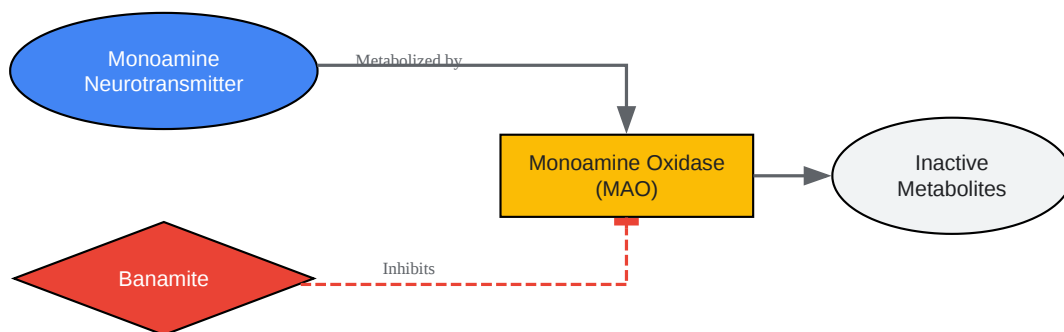 Monoamine
Neurotransmitter
Metabolized by
Monoamine Oxidase
(MAO)
Inactive
Metabolites
Banamite
Inhibits